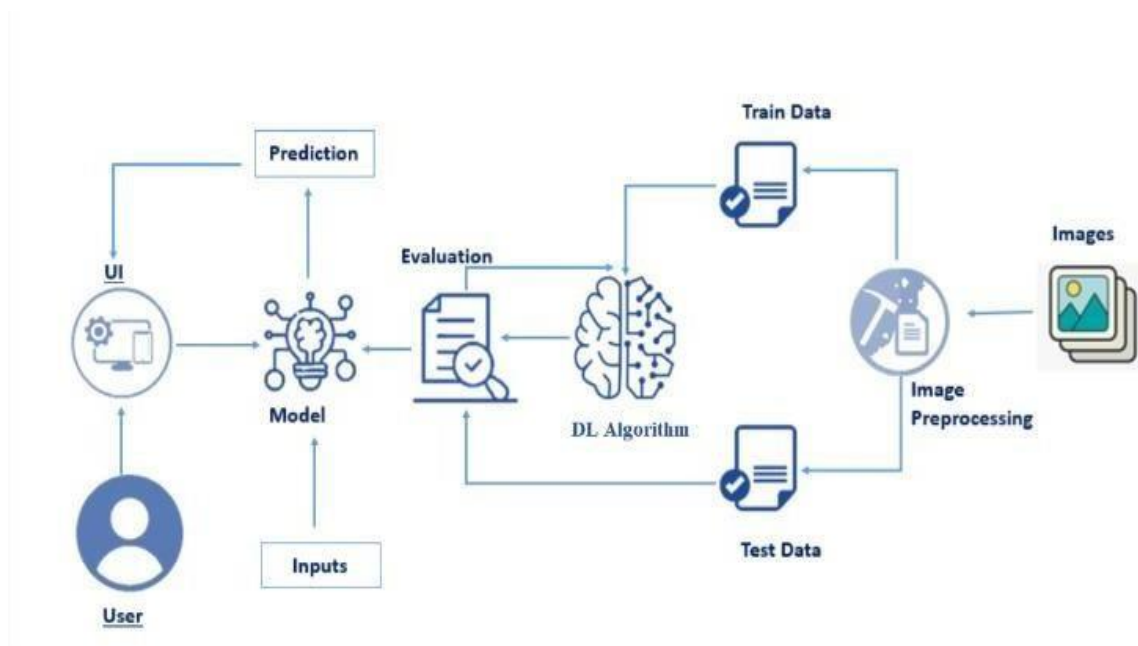 Train Data
Prediction
Images
Evaluation
UI
Image
Preprocessing
Model
DL Algorithm
Test Data
Inputs
User